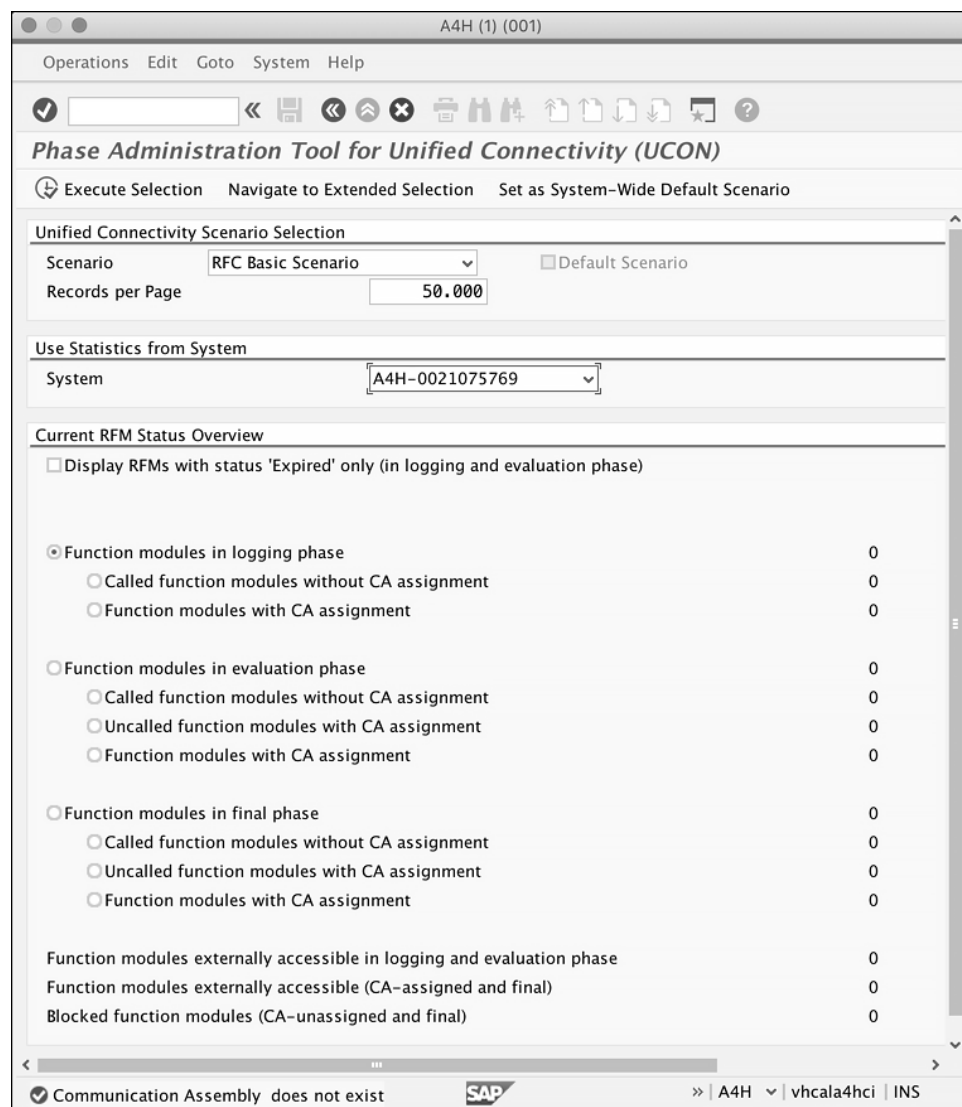 A4H (1) (001)
Operations Edit Goto System Help
Phase Administration Tool for Unified Connectivity (UCON)
Execute Selection Navigate to Extended Selection Set as System-Wide Default Scenario
Unified Connectivity Scenario Selection
Scenario RFC Basic Scenario Default Scenario
Records per Page 50.000
Use Statistics from System
System A4H-0021075769
Current RFM Status Overview
Display RFMs with status 'Expired' only (in logging and evaluation phase)
Function modules in logging phase 0
Called function modules without CA assignment 0
Function modules with CA assignment 0
Function modules in evaluation phase 0
Called function modules without CA assignment 0
Uncalled function modules with CA assignment 0
Function modules with CA assignment 0
Function modules in final phase 0
Called function modules without CA assignment 0
Uncalled function modules with CA assignment 0
Function modules with CA assignment 0
Function modules externally accessible in logging and evaluation phase 0
Function modules externally accessible (CA-assigned and final) 0
Blocked function modules (CA-unassigned and final) 0
Communication Assembly does not exist SAP » | A4H | vhcala4hci | INS